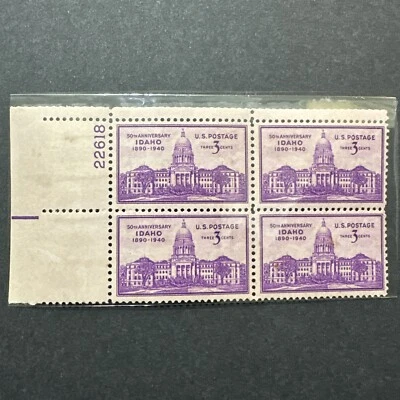 22618
50TH ANNIVERSARY
IDAHO
1890-1940
U.S. POSTAGE
THREE 3 CENTS
50TH ANNIVERSARY
IDAHO
1890-1940
U.S. POSTAGE
THREE 3 CENTS
50TH ANNIVERSARY
IDAHO
1890-1940
U.S. POSTAGE
THREE 3 CENTS
50TH ANNIVERSARY
IDAHO
1890-1940
U.S. POSTAGE
THREE 3 CENTS